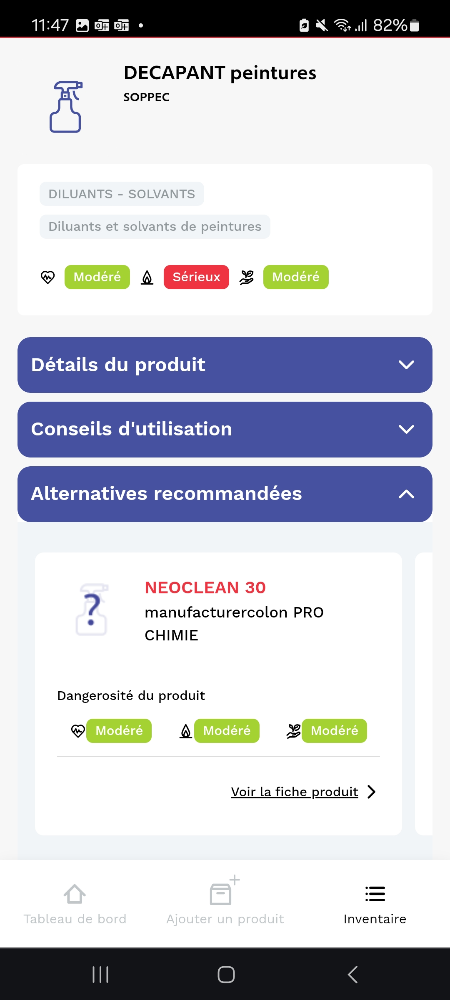 11:47
82%
DECAPANT peintures
SOPPEC
DILUANTS - SOLVANTS
Diluants et solvants de peintures
Modéré Sérieux Modéré
Détails du produit
Conseils d'utilisation
Alternatives recommandées
NEOCLEAN 30
manufacturercolon PRO
CHIMIE
Dangerosité du produit
Modéré Modéré Modéré
Voir la fiche produit
Tableau de bord Ajouter un produit Inventaire